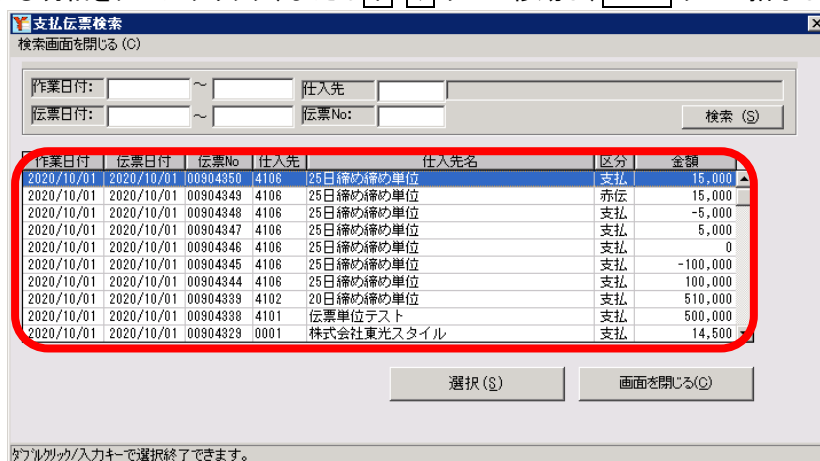 支払伝票検索
検索画面を閉じる (C)
作業日付: ～ 仕入先
伝票日付: ～ 伝票No: 検索 (S)
作業日付 伝票日付 伝票No 仕入先 仕入先名 区分 金額
2020/10/01 2020/10/01 00904350 4106 25日締め締め単位 支払 15,000
2020/10/01 2020/10/01 00904349 4106 25日締め締め単位 赤伝 15,000
2020/10/01 2020/10/01 00904348 4106 25日締め締め単位 支払 -5,000
2020/10/01 2020/10/01 00904347 4106 25日締め締め単位 支払 5,000
2020/10/01 2020/10/01 00904346 4106 25日締め締め単位 支払 0
2020/10/01 2020/10/01 00904345 4106 25日締め締め単位 支払 -100,000
2020/10/01 2020/10/01 00904344 4106 25日締め締め単位 支払 100,000
2020/10/01 2020/10/01 00904339 4102 20日締め締め単位 支払 510,000
2020/10/01 2020/10/01 00904338 4101 伝票単位テスト 支払 500,000
2020/10/01 2020/10/01 00904329 0001 株式会社東光スタイル 支払 14,500
選択(S) 画面を閉じる(C)
ﾀﾞﾌﾞﾙｸﾘｯｸ/入力キーで選択終了できます。